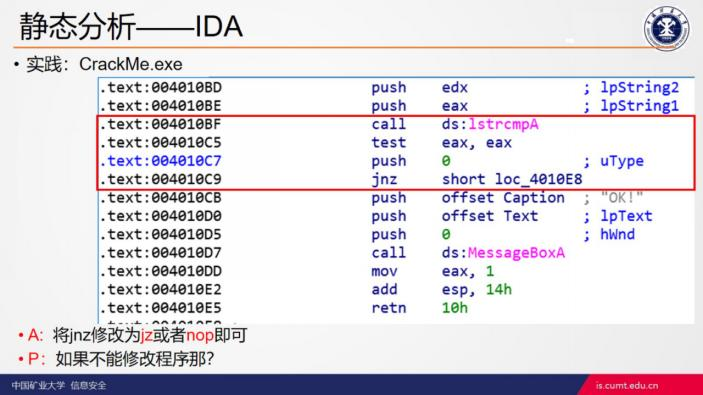 静态分析——IDA
• 实践：CrackMe.exe
.text:004010BD push edx ; lpString2
.text:004010BE push eax ; lpString1
.text:004010BF call ds:lstrcmpA
.text:004010C5 test eax, eax
.text:004010C7 push 0 ; uType
.text:004010C9 jnz short loc_4010E8
.text:004010CB push offset Caption ; "OK!"
.text:004010D0 push offset Text ; lpText
.text:004010D5 push 0 ; hWnd
.text:004010D7 call ds:MessageBoxA
.text:004010DD mov eax, 1
.text:004010E2 add esp, 14h
.text:004010E5 retn 10h
• A: 将jnz修改为jz或者nop即可
• P: 如果不能修改程序那?
中国矿业大学 信息安全
is.cumt.edu.cn